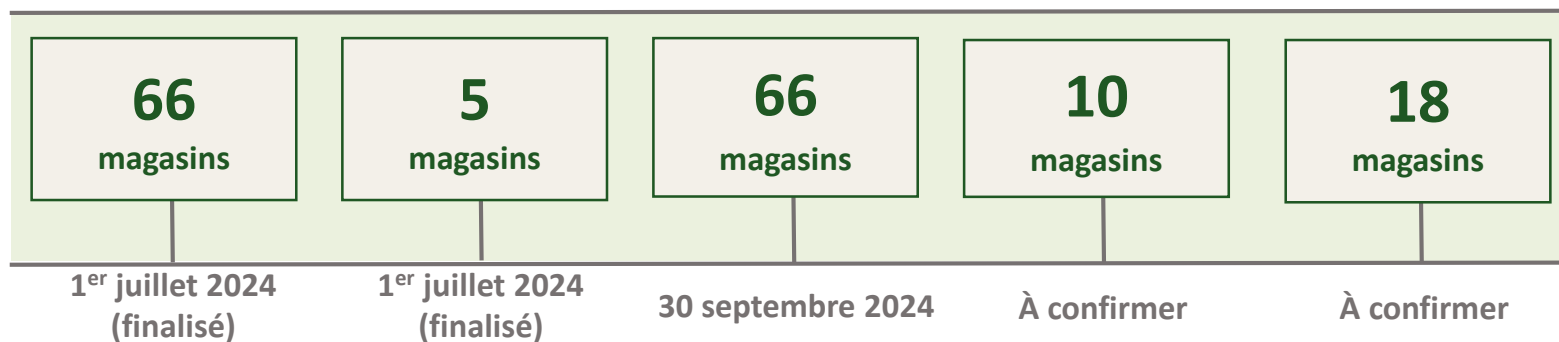 66
magasins
5
magasins
66
magasins
10
magasins
18
magasins
1er juillet 2024
(finalisé)
1er juillet 2024
(finalisé)
30 septembre 2024
À confirmer
À confirmer